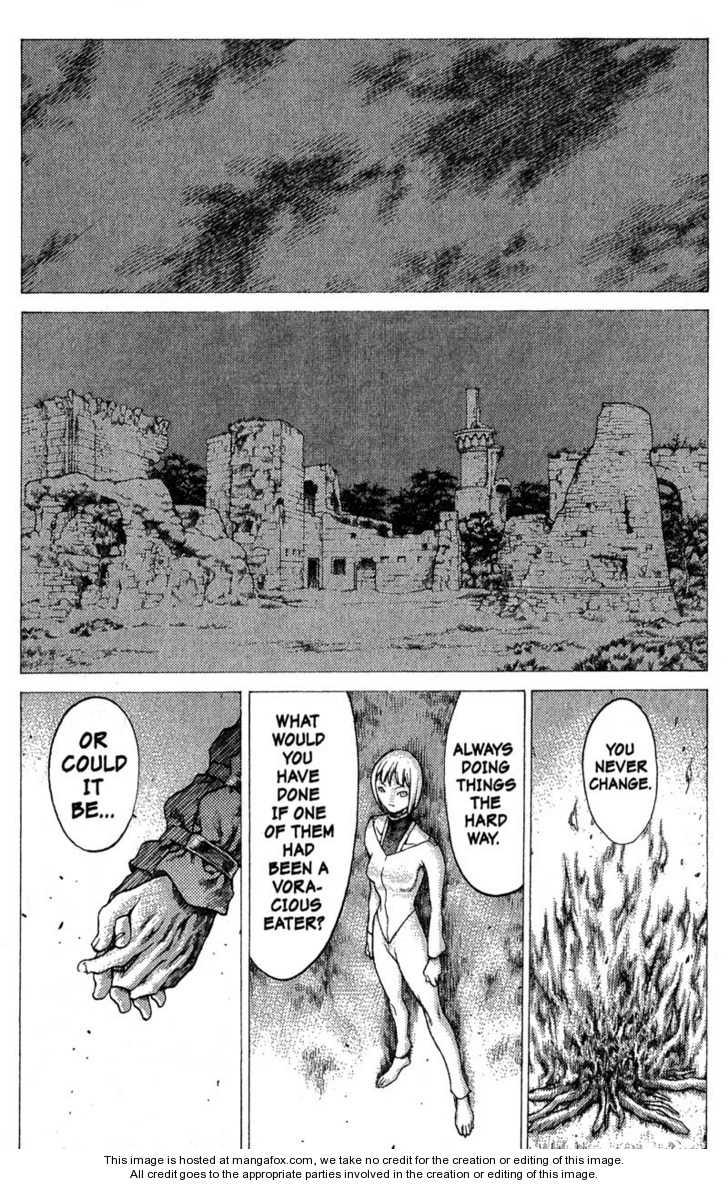 YOU
NEVER
CHANGE.
ALWAYS
DOING
THINGS
THE
HARD
WAY.
WHAT
WOULD
YOU
HAVE
DONE
IF ONE
OF THEM
HAD
BEEN A
VORA-
CIOUS
EATER?
OR
COULD
IT
BE...
This image is hosted at mangafox.com, we take no credit for the creation or editing of this image.
All credit goes to the appropriate parties involved in the creation or editing of this image.